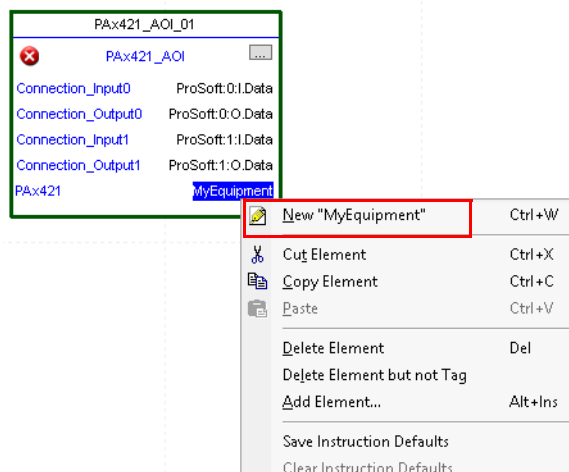 PAx421_AOI_01
PAx421_AOI
...
Connection_Input0 ProSoft:0:I.Data
Connection_Output0 ProSoft:0:O.Data
Connection_Input1 ProSoft:1:I.Data
Connection_Output1 ProSoft:1:O.Data
PAx421 MyEquipment
New "MyEquipment" Ctrl+W
Cut Element Ctrl+X
Copy Element Ctrl+C
Paste Ctrl+V
Delete Element Del
Delete Element but not Tag
Add Element... Alt+Ins
Save Instruction Defaults
Clear Instruction Defaults